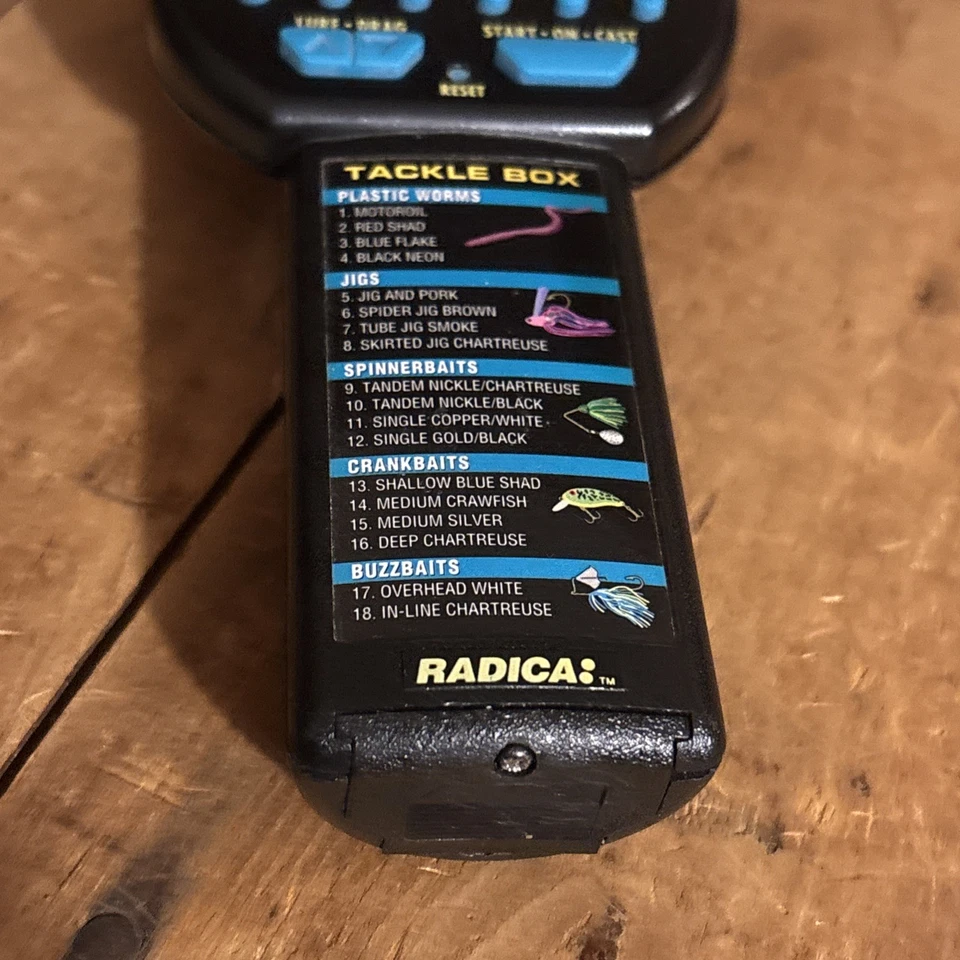 LURE • DRAG
START • ON • CAST
RESET
TACKLE BOX
PLASTIC WORMS
1. MOTOROIL
2. RED SHAD
3. BLUE FLAKE
4. BLACK NEON
JIGS
5. JIG AND PORK
6. SPIDER JIG BROWN
7. TUBE JIG SMOKE
8. SKIRTED JIG CHARTREUSE
SPINNERBAITS
9. TANDEM NICKLE/CHARTREUSE
10. TANDEM NICKLE/BLACK
11. SINGLE COPPER/WHITE
12. SINGLE GOLD/BLACK
CRANKBAITS
13. SHALLOW BLUE SHAD
14. MEDIUM CRAWFISH
15. MEDIUM SILVER
16. DEEP CHARTREUSE
BUZZBAITS
17. OVERHEAD WHITE
18. IN-LINE CHARTREUSE
RADICA:™